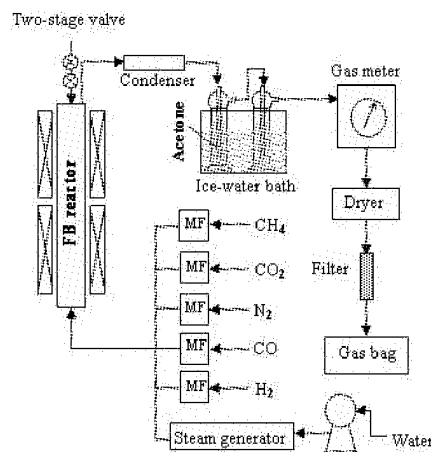 Two-stage valve
Condenser
Gas meter
Acetone
Ice-water bath
FB reactor
Dryer
MF
CH₄
MF
CO₂
Filter
MF
N₂
MF
CO
Gas bag
MF
H₂
Steam generator
Water